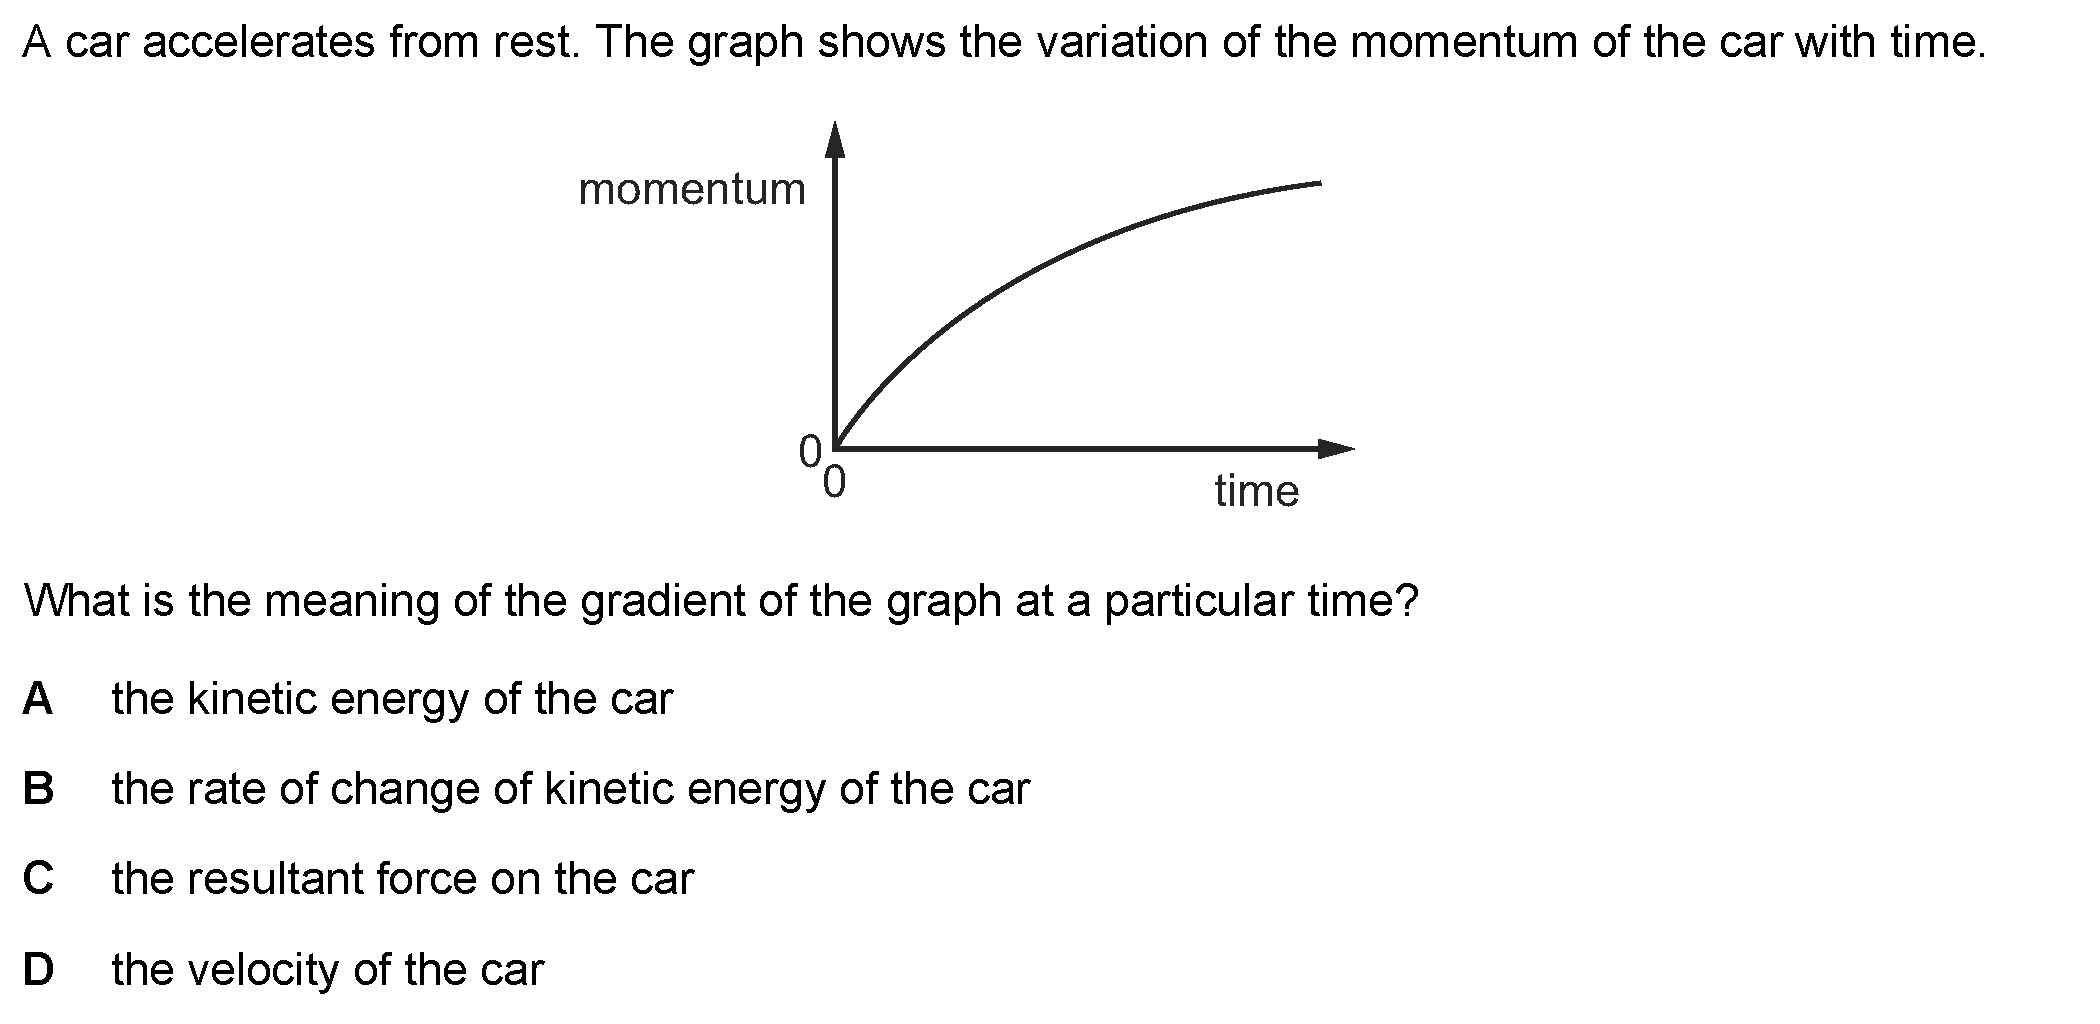 A car accelerates from rest. The graph shows the variation of the momentum of the car with time.
momentum
0
0
time
What is the meaning of the gradient of the graph at a particular time?
A the kinetic energy of the car
B the rate of change of kinetic energy of the car
C the resultant force on the car
D the velocity of the car